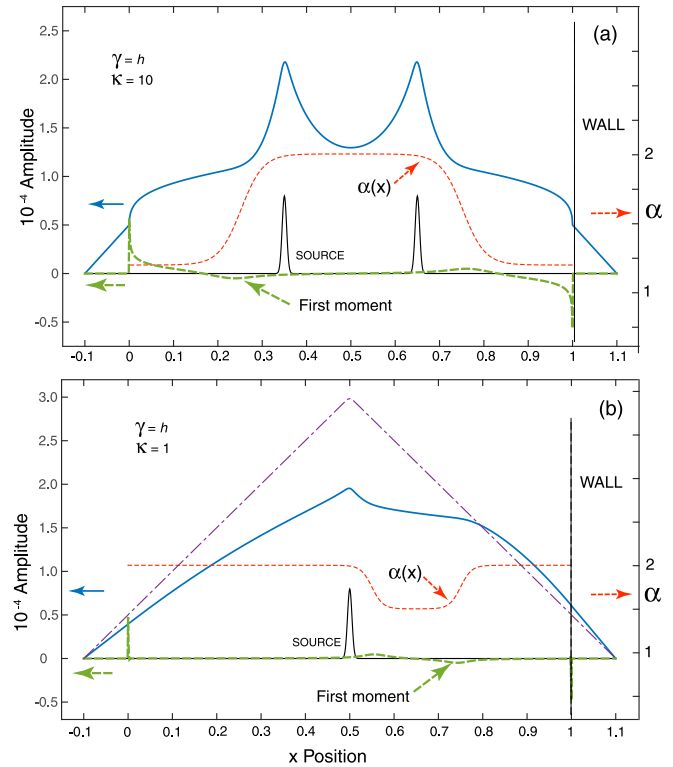 (a)
γ = h
κ = 10
2.5
2.0
1.5
1.0
0.5
0
-0.5
10⁻⁴ Amplitude
WALL
2
α(x)
α
SOURCE
First moment
1
-0.1 0 0.1 0.2 0.3 0.4 0.5 0.6 0.7 0.8 0.9 1 1.1
(b)
γ = h
κ = 1
3.0
2.5
2.0
1.5
1.0
0.5
0
-0.5
10⁻⁴ Amplitude
WALL
2
α(x)
α
SOURCE
1
First moment
-0.1 0 0.1 0.2 0.3 0.4 0.5 0.6 0.7 0.8 0.9 1 1.1
x Position